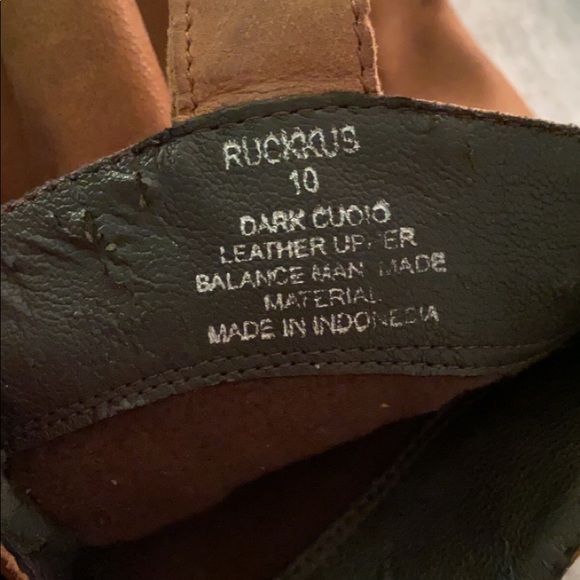 RUCKKUS
10
DARK CUOIO
LEATHER UPPER
BALANCE MAN MADE
MATERIAL
MADE IN INDONESIA